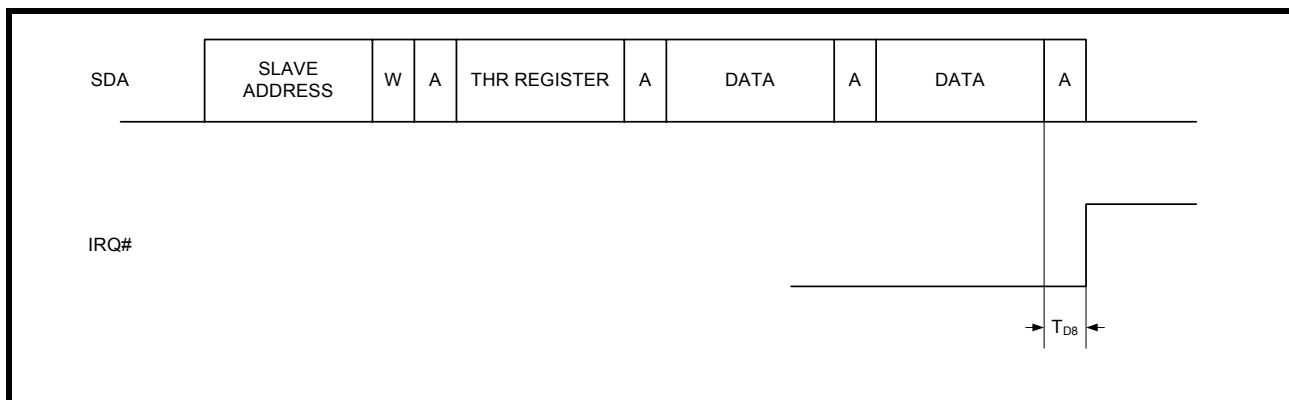 SDA SLAVE ADDRESS W A THR REGISTER A DATA A DATA A
IRQ#
TD8